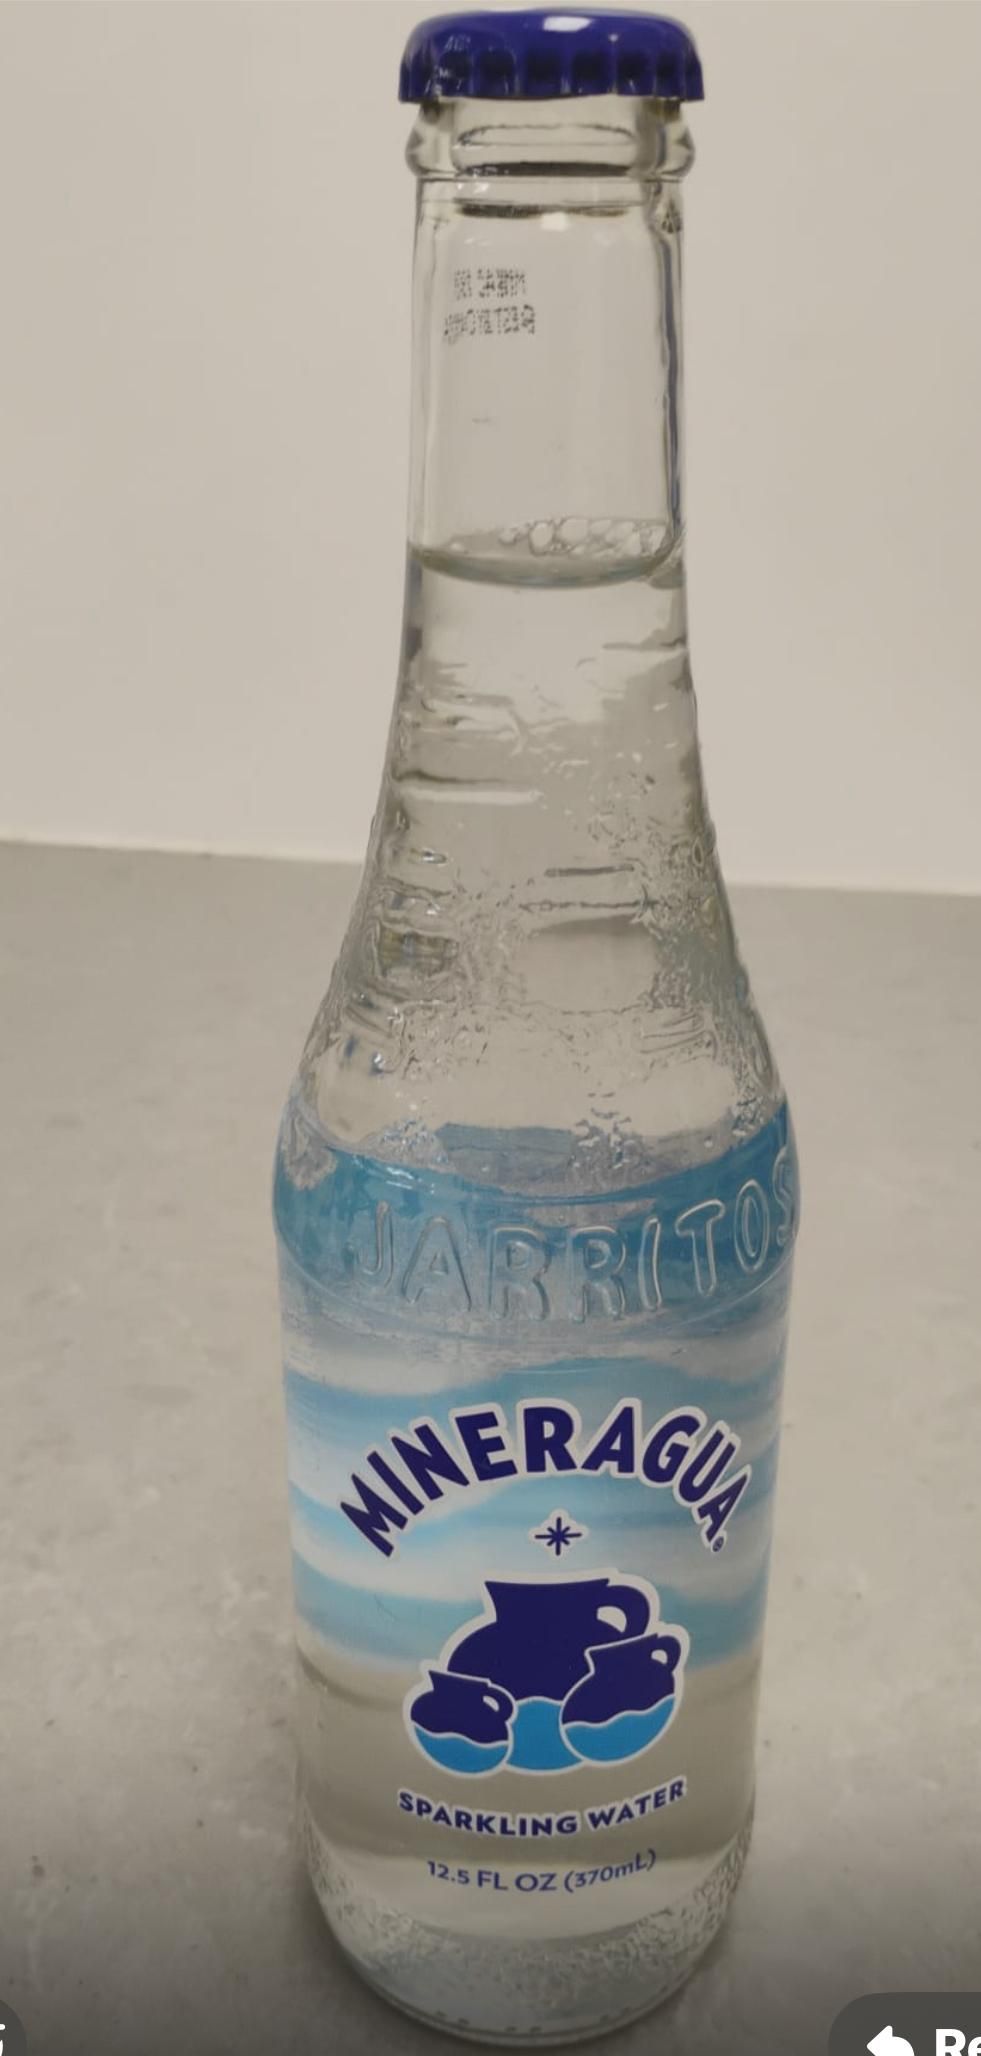 JARRITOS
MINERAGUA®
SPARKLING WATER
12.5 FL OZ (370mL)